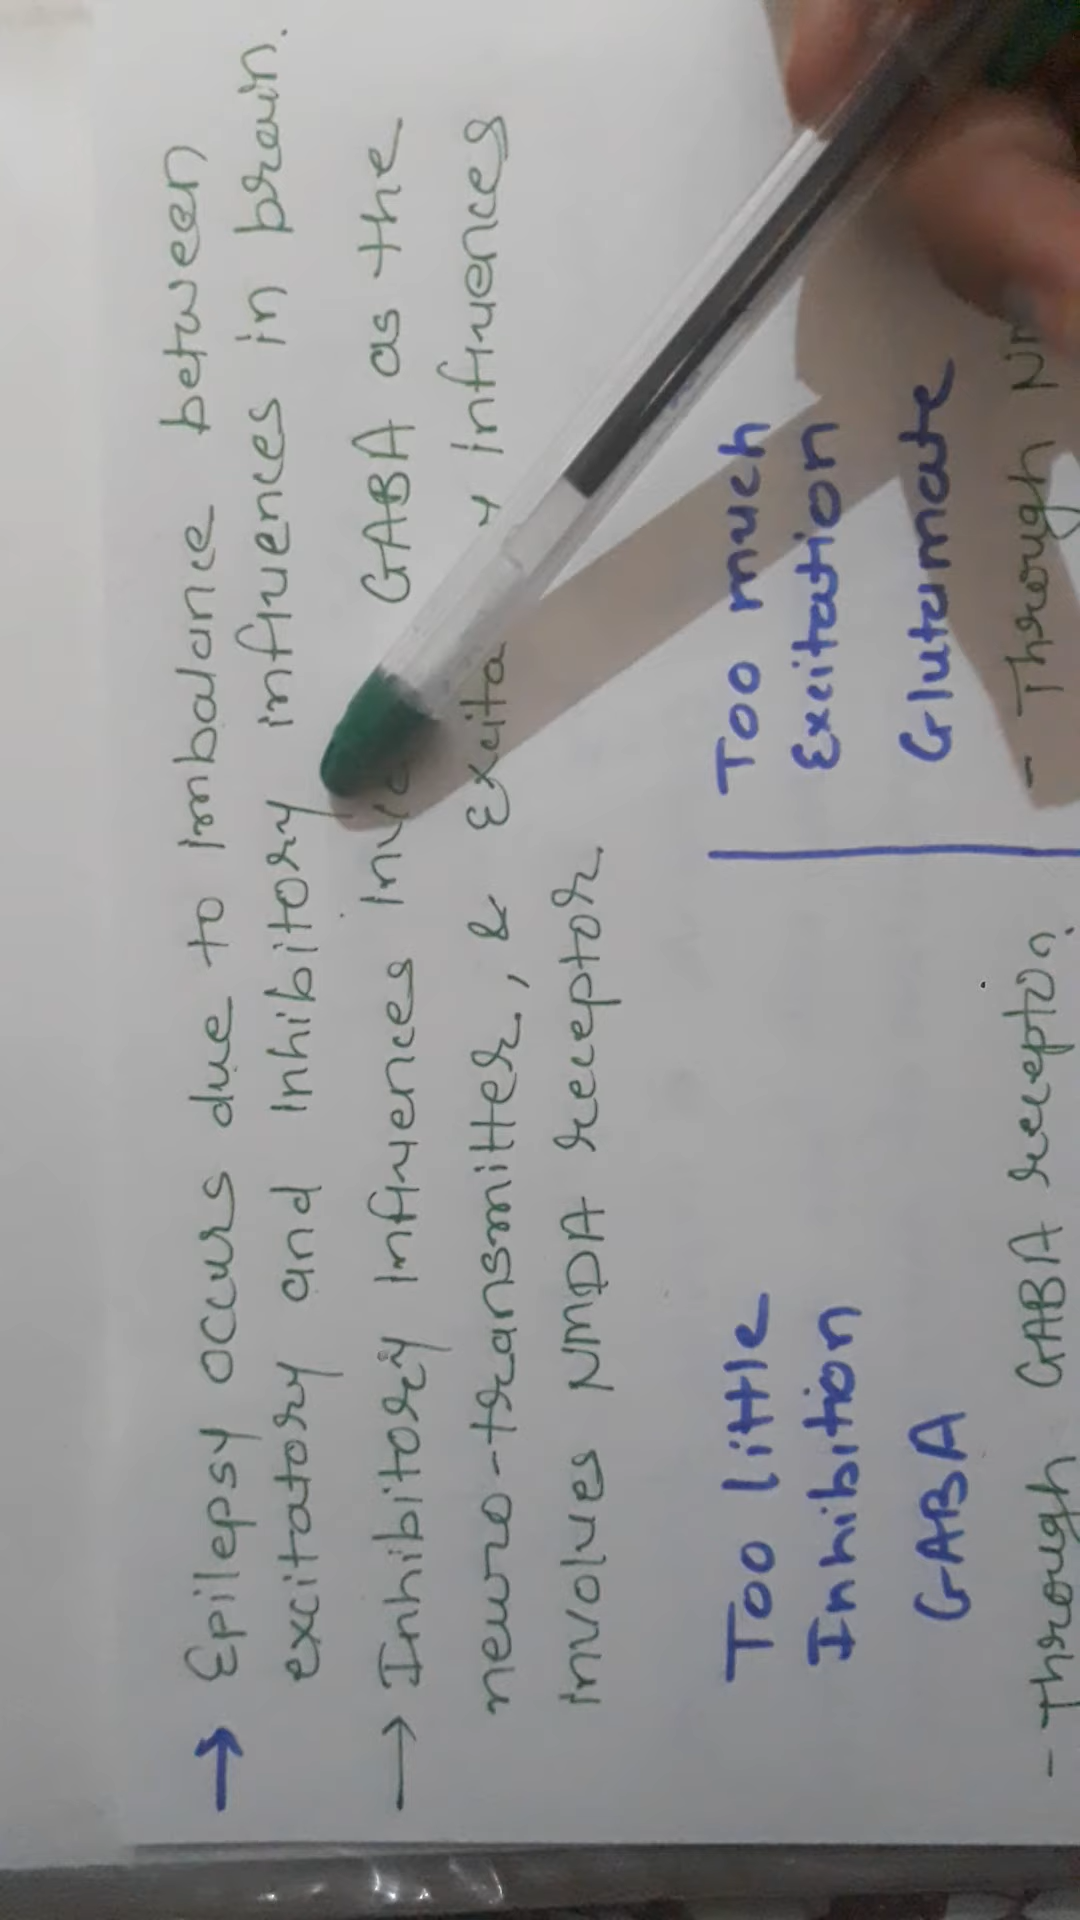 → Epilepsy occurs due to imbalance between
excitatory and inhibitory influences in brain.
→ Inhibitory influences GABA as the
neuro-transmitter, & influences
involves NMDA receptor
Too little
Inhibition
GABA
- Through GABA receptor
Too much
Excitation
Glutamate
- Through